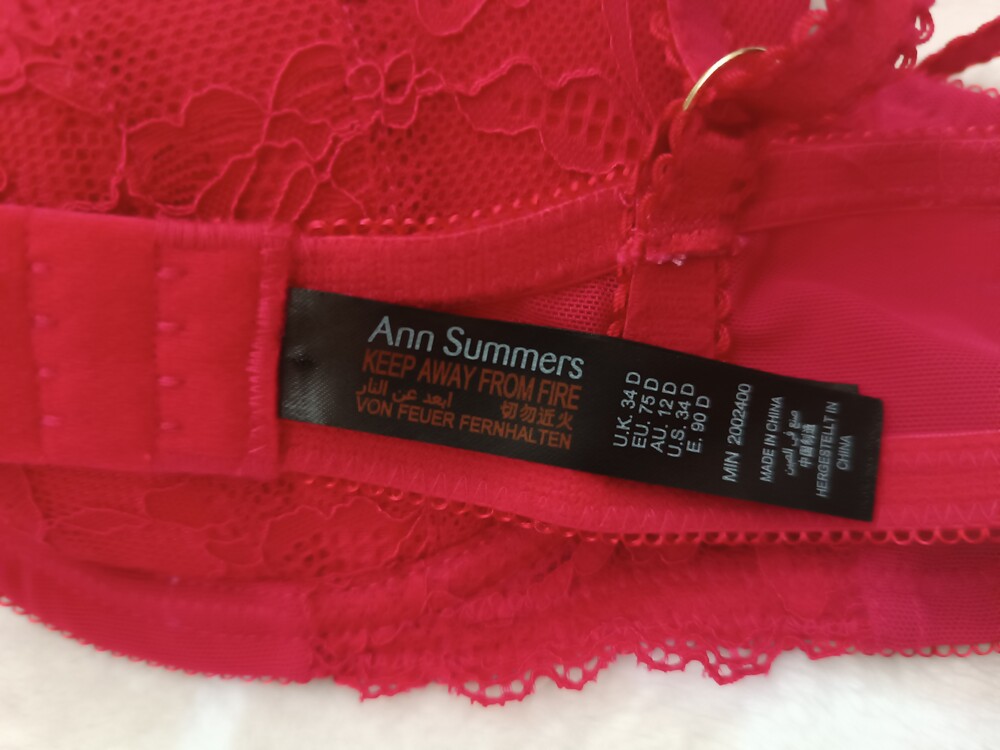 Ann Summers
KEEP AWAY FROM FIRE
أبعد عن النار 切勿近火
VON FEUER FERNHALTEN
U.K. 34 D
EU. 75 D
AU. 12 D
U.S. 34 D
E. 90 D
MIN 2002400
MADE IN CHINA
صنع في الصين
中国制造
HERGESTELLT IN
CHINA